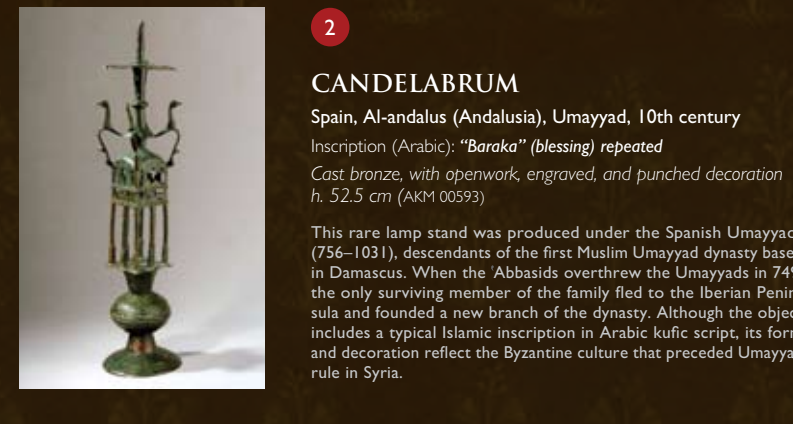 2
CANDELABRUM
Spain, Al-andalus (Andalusia), Umayyad, 10th century
Inscription (Arabic): “Baraka” (blessing) repeated
Cast bronze, with openwork, engraved, and punched decoration
h. 52.5 cm (AKM 00593)
This rare lamp stand was produced under the Spanish Umayyad
(756–1031), descendants of the first Muslim Umayyad dynasty base
in Damascus. When the ʿAbbasids overthrew the Umayyads in 749
the only surviving member of the family fled to the Iberian Penin
sula and founded a new branch of the dynasty. Although the objec
includes a typical Islamic inscription in Arabic kufic script, its form
and decoration reflect the Byzantine culture that preceded Umayya
rule in Syria.